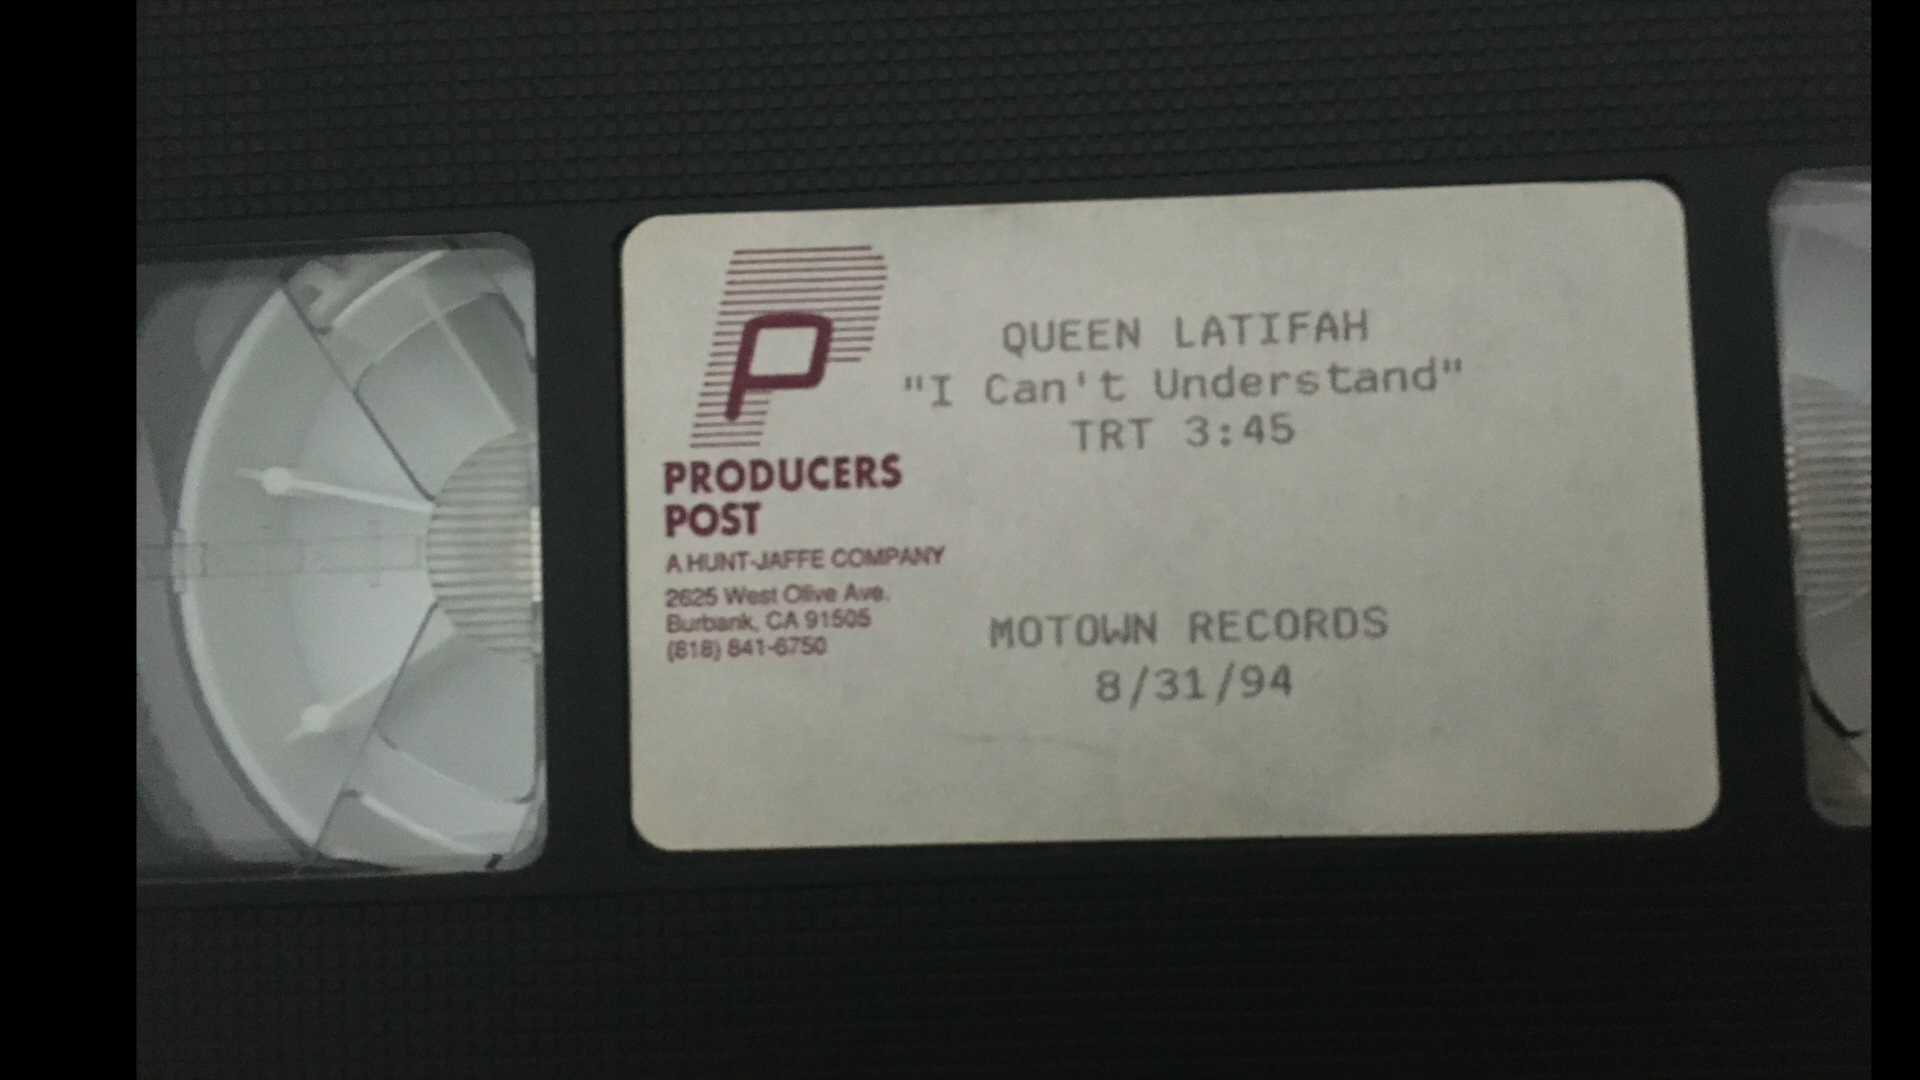 P
PRODUCERS
POST
A HUNT-JAFFE COMPANY
2625 West Olive Ave.
Burbank, CA 91505
(818) 841-6750
QUEEN LATIFAH
"I Can't Understand"
TRT 3:45
MOTOWN RECORDS
8/31/94